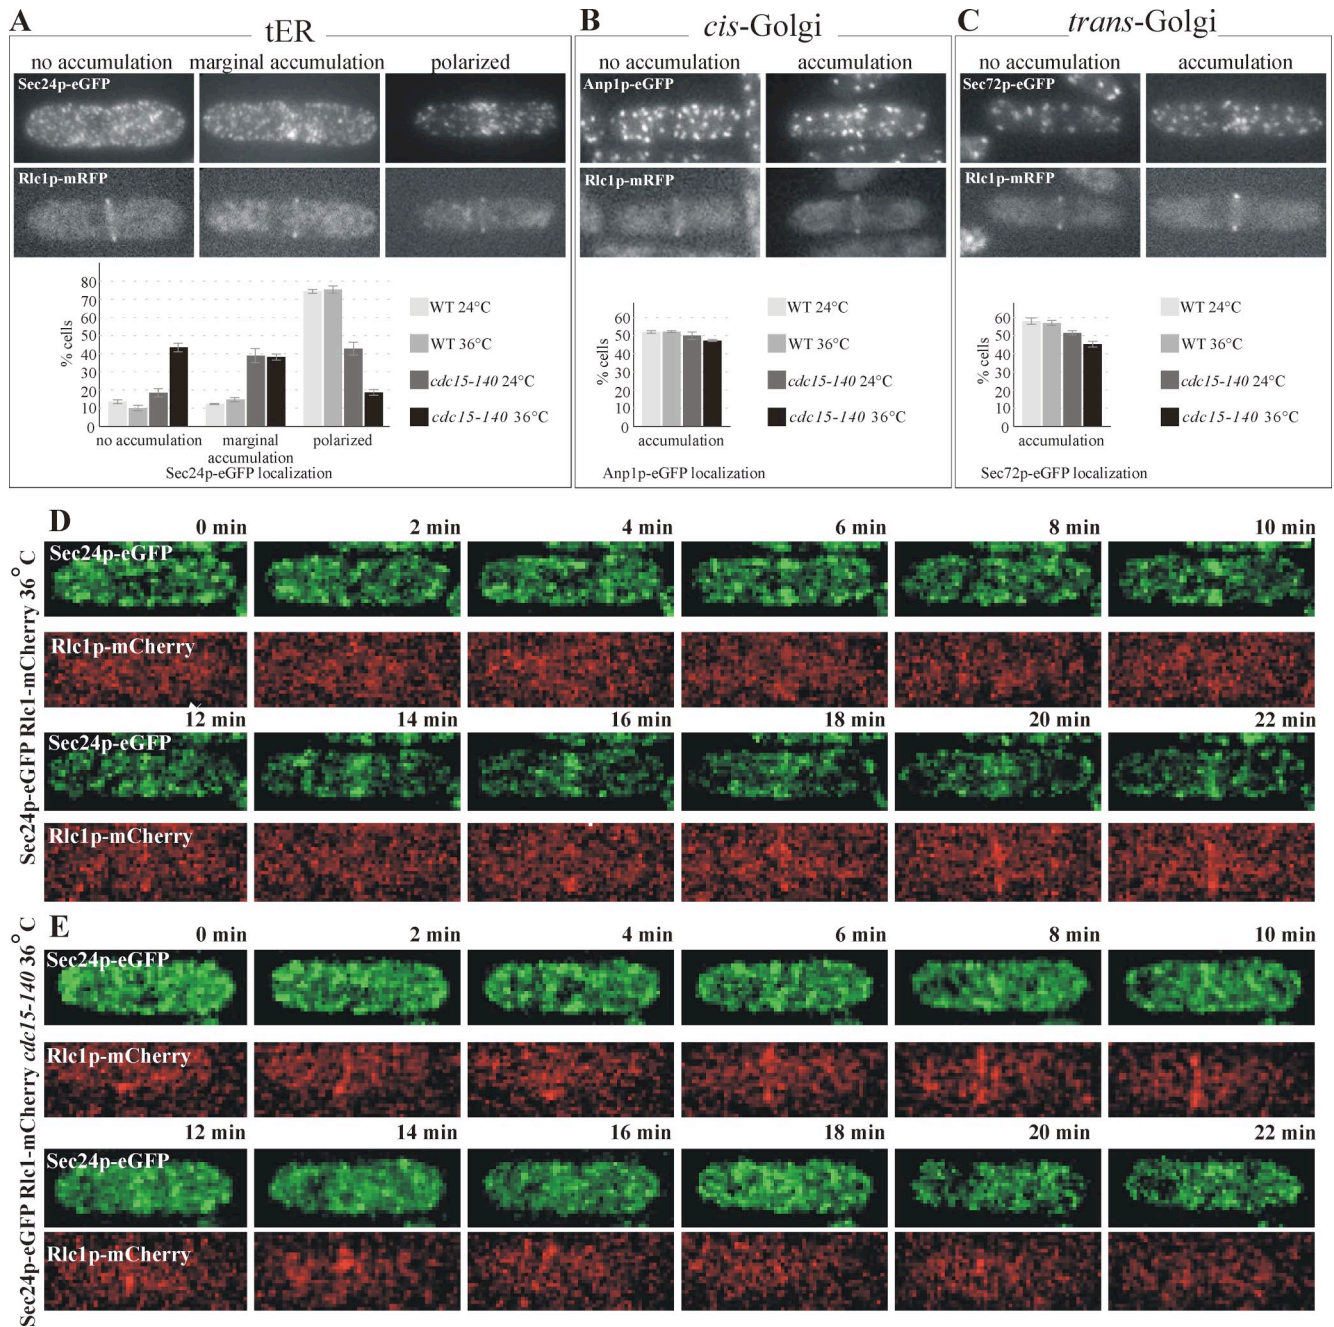 A tER
no accumulation marginal accumulation polarized
Sec24p-eGFP
Rlc1p-mRFP
% cells
80
70
60
50
40
30
20
10
0
no accumulation marginal accumulation polarized
Sec24p-eGFP localization
WT 24°C
WT 36°C
cdc15-140 24°C
cdc15-140 36°C
B cis-Golgi
no accumulation accumulation
Anp1p-eGFP
Rlc1p-mRFP
% cells
60
50
40
30
20
10
0
accumulation
Anp1p-eGFP localization
WT 24°C
WT 36°C
cdc15-140 24°C
cdc15-140 36°C
C trans-Golgi
no accumulation accumulation
Sec72p-eGFP
Rlc1p-mRFP
% cells
60
50
40
30
20
10
0
accumulation
Sec72p-eGFP localization
WT 24°C
WT 36°C
cdc15-140 24°C
cdc15-140 36°C
D
Sec24p-eGFP Rlc1-mCherry 36°C
0 min 2 min 4 min 6 min 8 min 10 min
Sec24p-eGFP
Rlc1p-mCherry
12 min 14 min 16 min 18 min 20 min 22 min
Sec24p-eGFP
Rlc1p-mCherry
E
Sec24p-eGFP Rlc1-mCherry cdc15-140 36°C
0 min 2 min 4 min 6 min 8 min 10 min
Sec24p-eGFP
Rlc1p-mCherry
12 min 14 min 16 min 18 min 20 min 22 min
Sec24p-eGFP
Rlc1p-mCherry